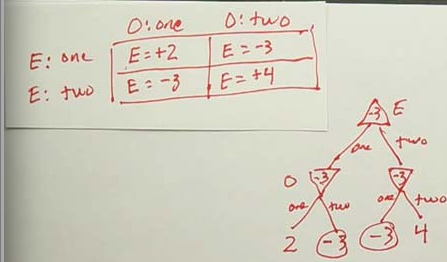 O: one O: two
E: one E = +2 E = -3
E: two E = -3 E = +4
-3 E
one two
O -3 -3
one two one two
2 -3 -3 4